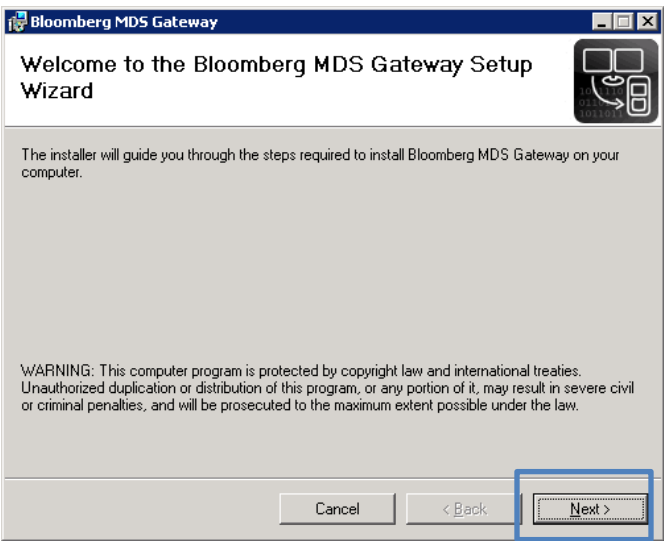 Bloomberg MDS Gateway
Welcome to the Bloomberg MDS Gateway Setup
Wizard
The installer will guide you through the steps required to install Bloomberg MDS Gateway on your
computer.
WARNING: This computer program is protected by copyright law and international treaties.
Unauthorized duplication or distribution of this program, or any portion of it, may result in severe civil
or criminal penalties, and will be prosecuted to the maximum extent possible under the law.
Cancel
< Back
Next >